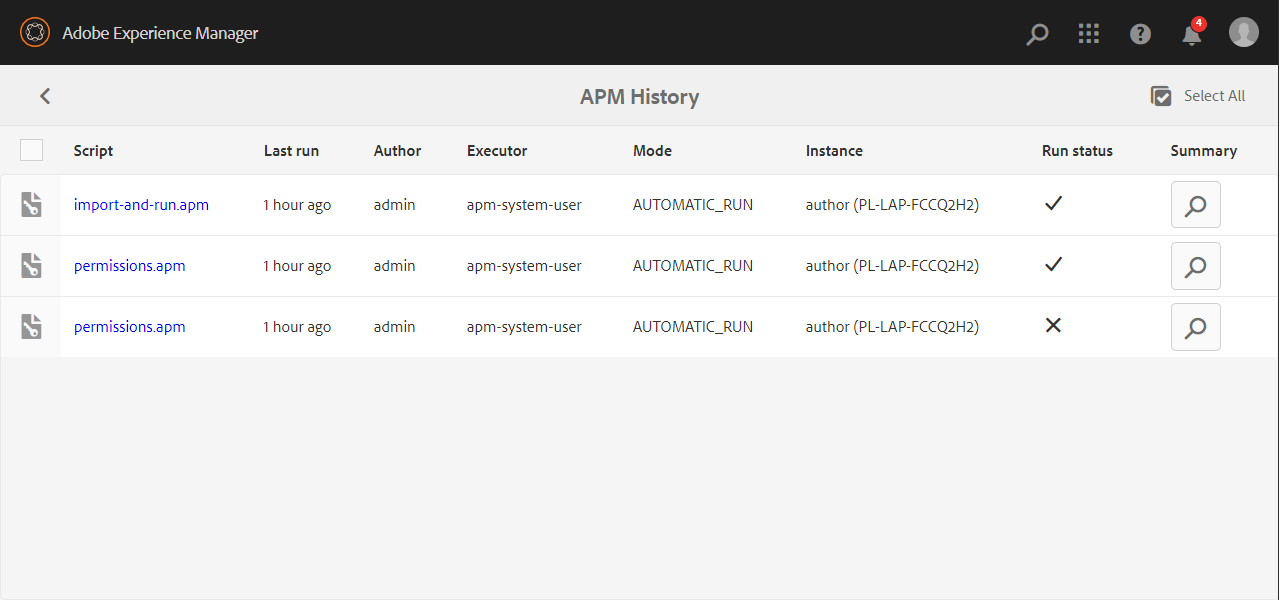 Adobe Experience Manager
4
APM History
Select All
Script Last run Author Executor Mode Instance Run status Summary
import-and-run.apm 1 hour ago admin apm-system-user AUTOMATIC_RUN author (PL-LAP-FCCQ2H2)
permissions.apm 1 hour ago admin apm-system-user AUTOMATIC_RUN author (PL-LAP-FCCQ2H2)
permissions.apm 1 hour ago admin apm-system-user AUTOMATIC_RUN author (PL-LAP-FCCQ2H2)